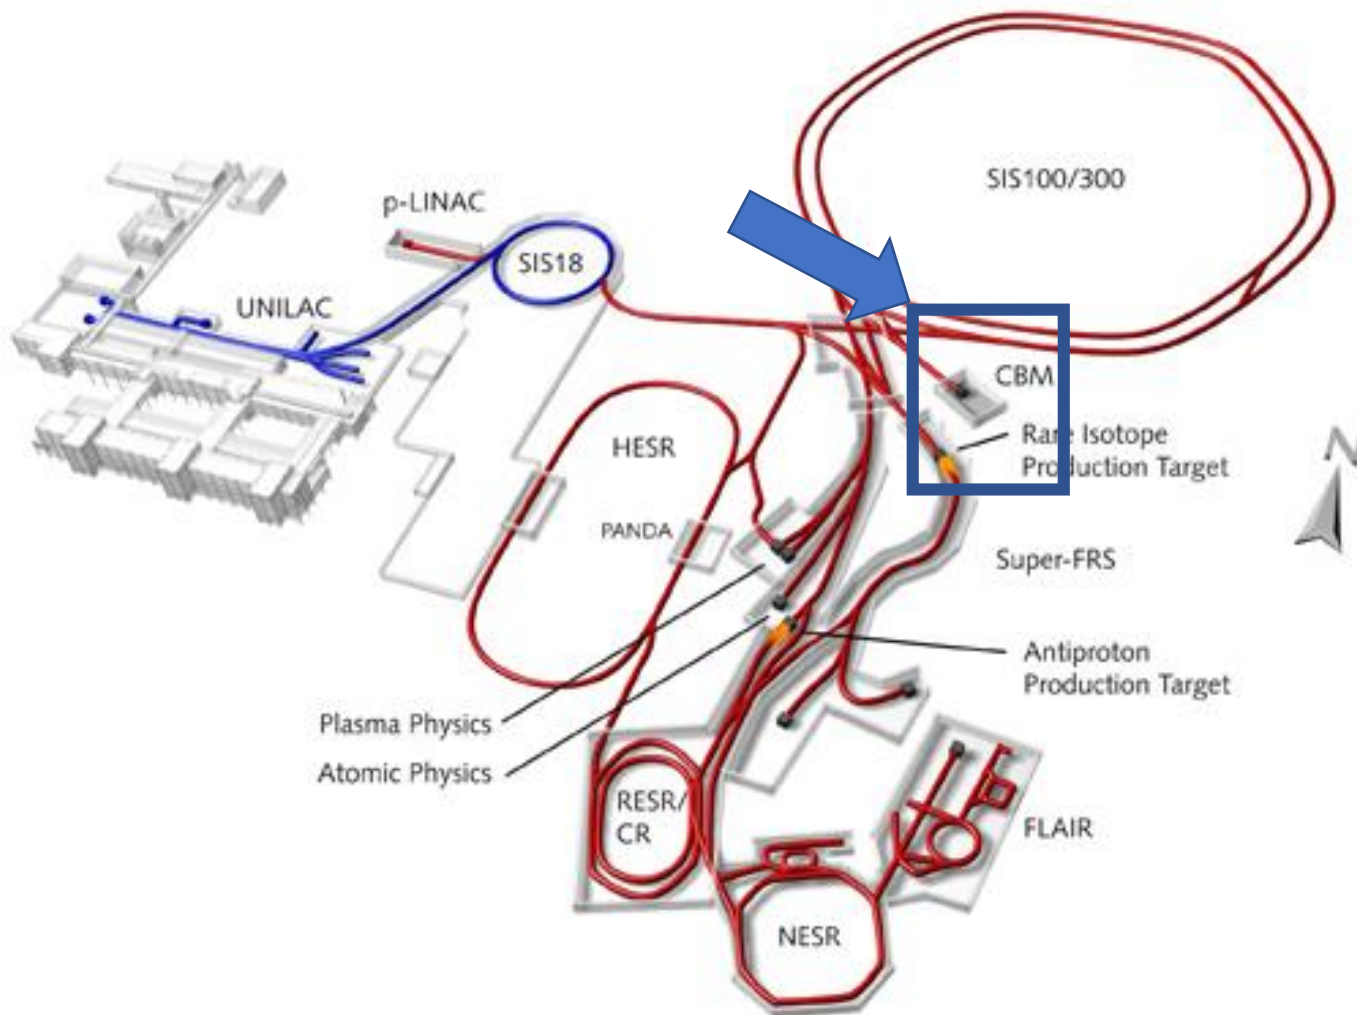 SIS100/300
p-LINAC
SIS18
UNILAC
CBM
HESR
Rare Isotope
Production Target
N
PANDA
Super-FRS
Antiproton
Production Target
Plasma Physics
Atomic Physics
RESR/
CR
FLAIR
NESR